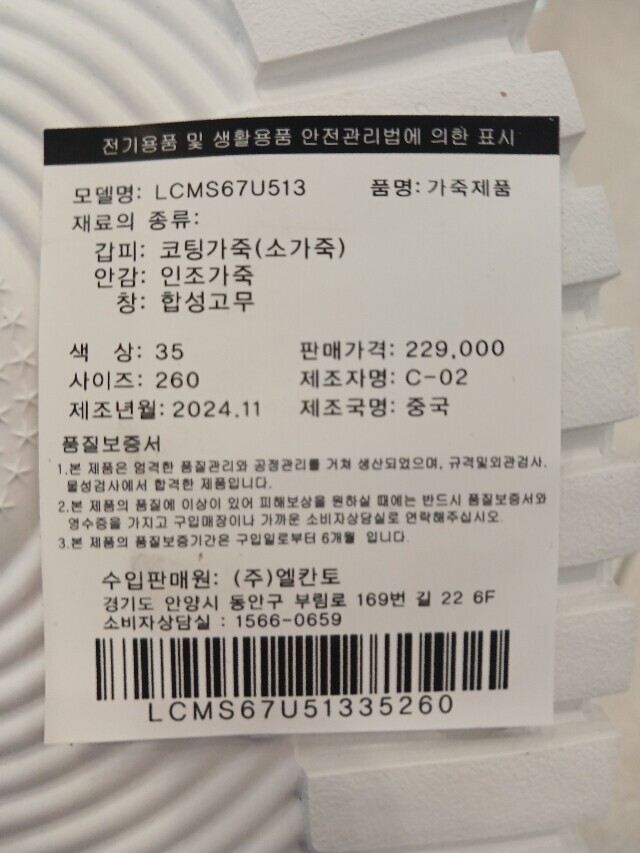 전기용품 및 생활용품 안전관리법에 의한 표시
모델명: LCMS67U513 품명: 가죽제품
재료의 종류:
갑피: 코팅가죽(소가죽)
안감: 인조가죽
창: 합성고무
색 상: 35 판매가격: 229,000
사이즈: 260 제조자명: C-02
제조년월: 2024.11 제조국명: 중국
품질보증서
1.본 제품은 엄격한 품질관리와 공정관리를 거쳐 생산되었으며, 규격및외관검사.
물성검사에서 합격한 제품입니다.
2.본 제품의 품질에 이상이 있어 피해보상을 원하실 때에는 반드시 품질보증서와
영수증을 가지고 구입매장이나 가까운 소비자상담실로 연락해주십시오.
3.본 제품의 품질보증기간은 구입일로부터 6개월 입니다.
수입판매원: (주)엘칸토
경기도 안양시 동안구 부림로 169번 길 22 6F
소비자상담실 : 1566-0659
LCMS67U51335260